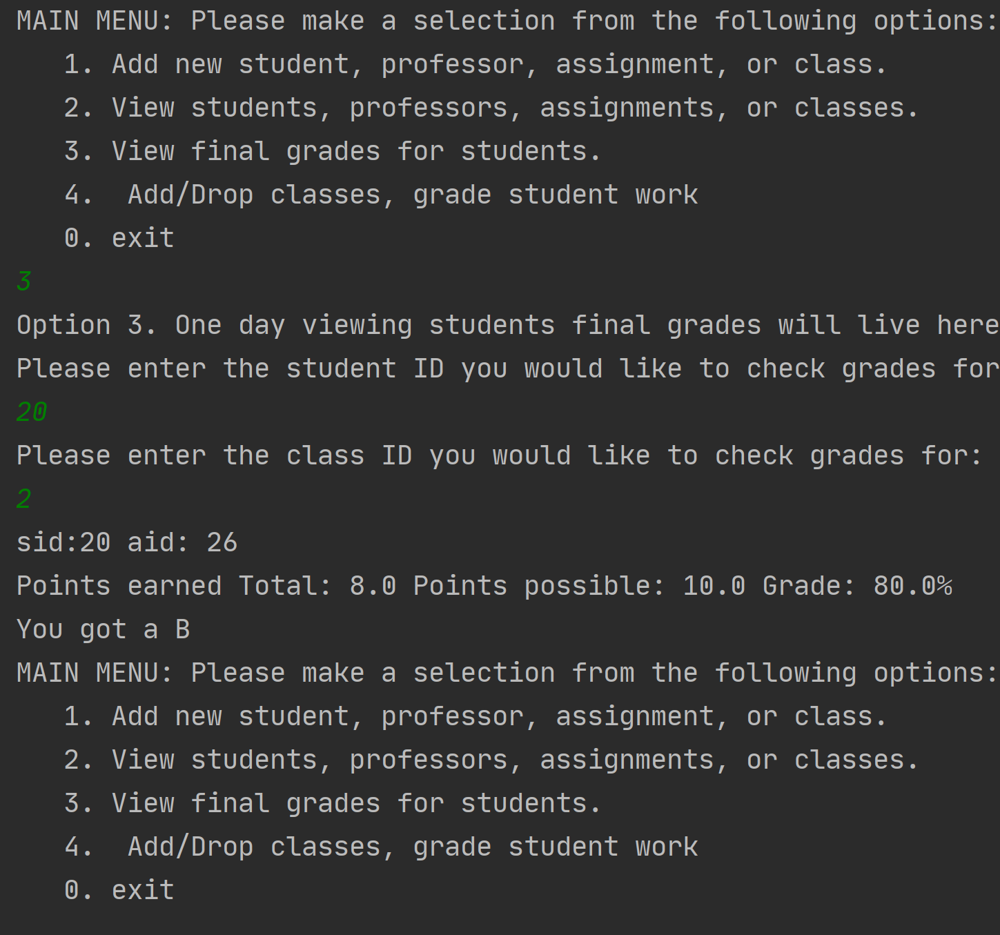 MAIN MENU: Please make a selection from the following options:
   1. Add new student, professor, assignment, or class.
   2. View students, professors, assignments, or classes.
   3. View final grades for students.
   4.  Add/Drop classes, grade student work
   0. exit
3
Option 3. One day viewing students final grades will live here
Please enter the student ID you would like to check grades for
20
Please enter the class ID you would like to check grades for:
2
sid:20 aid: 26
Points earned Total: 8.0 Points possible: 10.0 Grade: 80.0%
You got a B
MAIN MENU: Please make a selection from the following options:
   1. Add new student, professor, assignment, or class.
   2. View students, professors, assignments, or classes.
   3. View final grades for students.
   4.  Add/Drop classes, grade student work
   0. exit